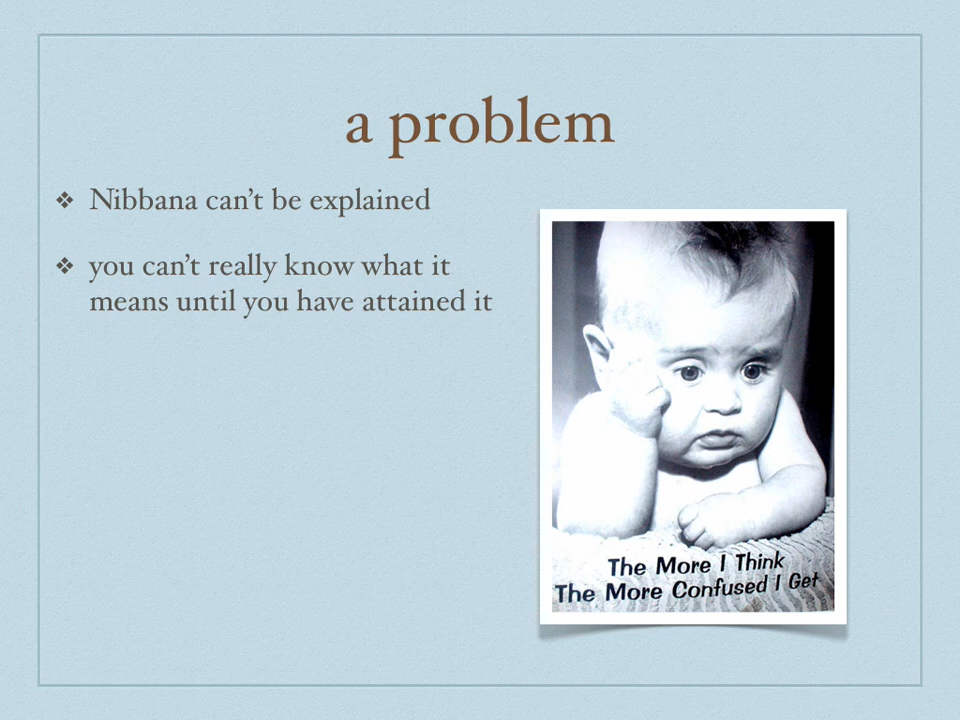 a problem
❖ Nibbana can’t be explained
❖ you can’t really know what it
means until you have attained it
The More I Think
The More Confused I Get